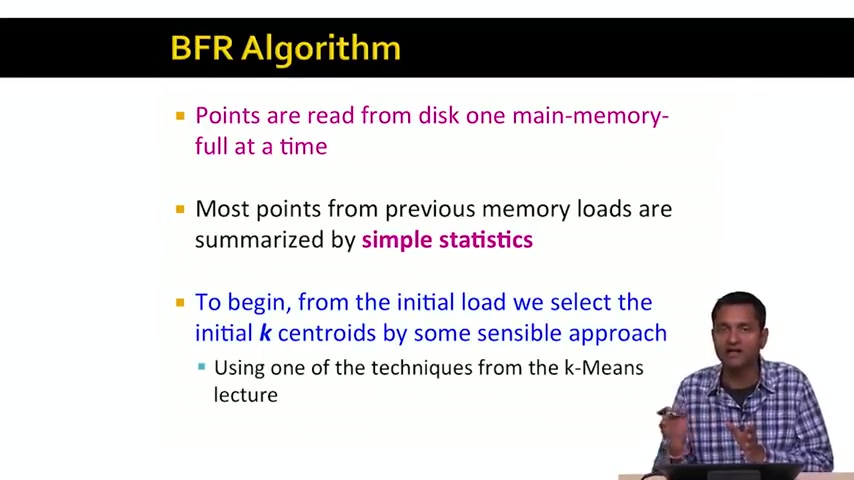 BFR Algorithm
Points are read from disk one main-memory-
full at a time
Most points from previous memory loads are
summarized by simple statistics
To begin, from the initial load we select the
initial k centroids by some sensible approach
Using one of the techniques from the k-Means
lecture